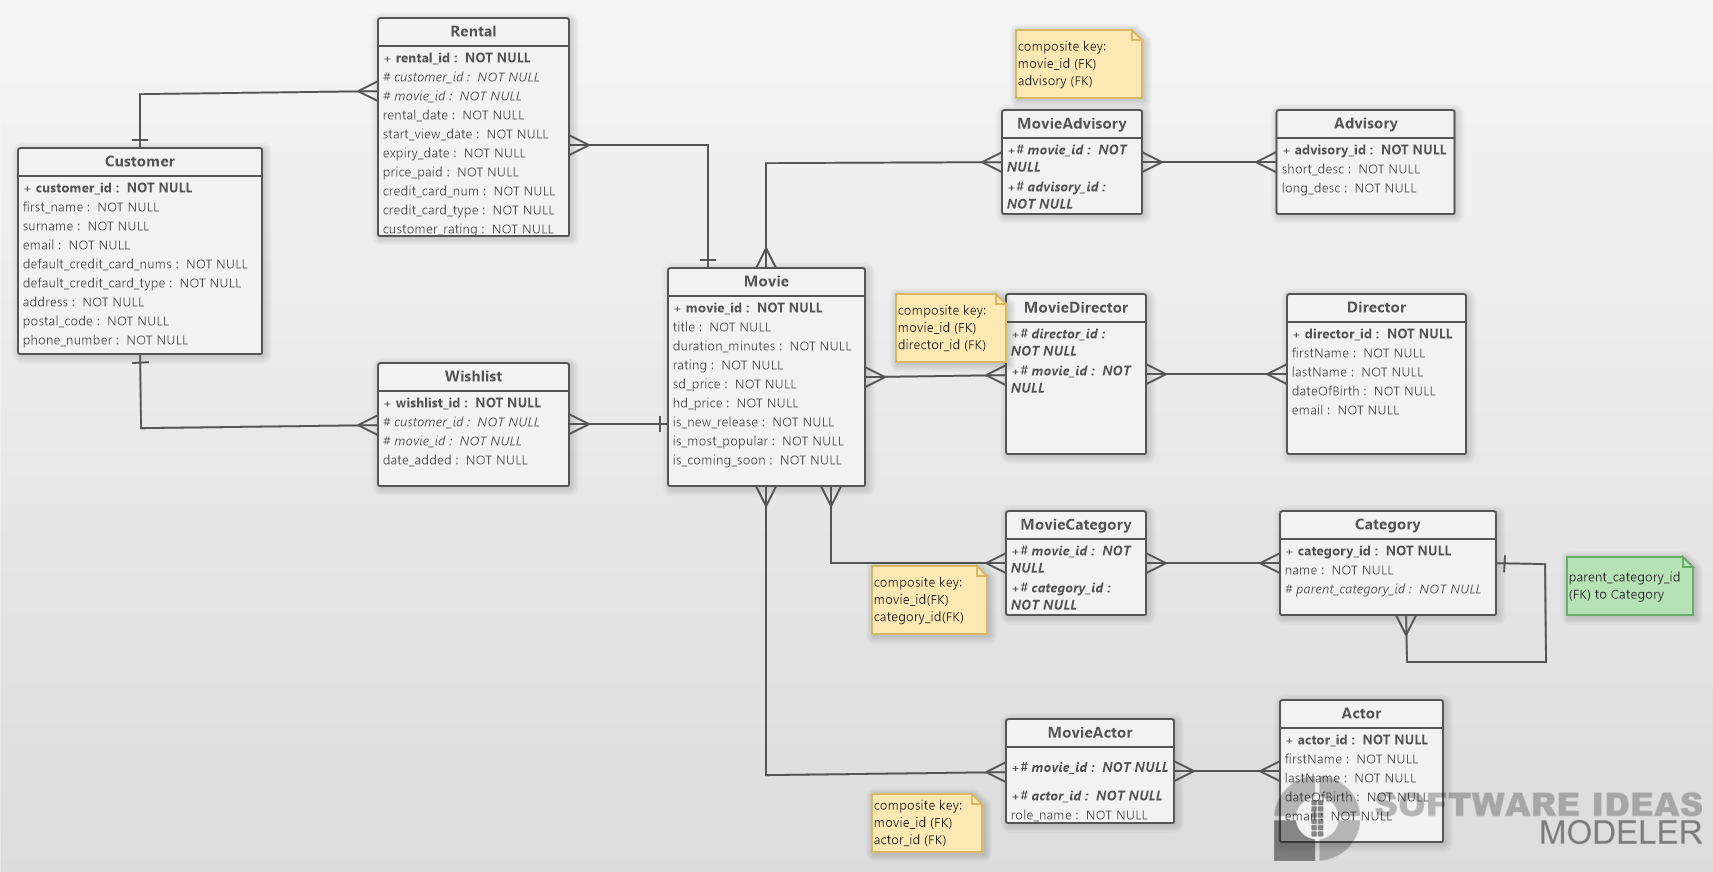 Rental
+ rental_id : NOT NULL
# customer_id : NOT NULL
# movie_id : NOT NULL
rental_date : NOT NULL
start_view_date : NOT NULL
expiry_date : NOT NULL
price_paid : NOT NULL
credit_card_num : NOT NULL
credit_card_type : NOT NULL
customer_rating : NOT NULL
Customer
+ customer_id : NOT NULL
first_name : NOT NULL
surname : NOT NULL
email : NOT NULL
default_credit_card_nums : NOT NULL
default_credit_card_type : NOT NULL
address : NOT NULL
postal_code : NOT NULL
phone_number : NOT NULL
Wishlist
+ wishlist_id : NOT NULL
# customer_id : NOT NULL
# movie_id : NOT NULL
date_added : NOT NULL
Movie
+ movie_id : NOT NULL
title : NOT NULL
duration_minutes : NOT NULL
rating : NOT NULL
sd_price : NOT NULL
hd_price : NOT NULL
is_new_release : NOT NULL
is_most_popular : NOT NULL
is_coming_soon : NOT NULL
composite key:
movie_id (FK)
advisory (FK)
MovieAdvisory
+# movie_id : NOT
NULL
+# advisory_id :
NOT NULL
Advisory
+ advisory_id : NOT NULL
short_desc : NOT NULL
long_desc : NOT NULL
composite key:
movie_id (FK)
director_id (FK)
MovieDirector
+# director_id :
NOT NULL
+# movie_id : NOT
NULL
Director
+ director_id : NOT NULL
firstName : NOT NULL
lastName : NOT NULL
dateOfBirth : NOT NULL
email : NOT NULL
MovieCategory
+# movie_id : NOT
NULL
+# category_id :
NOT NULL
composite key:
movie_id(FK)
category_id(FK)
Category
+ category_id : NOT NULL
name : NOT NULL
# parent_category_id : NOT NULL
parent_category_id
(FK) to Category
MovieActor
+# movie_id : NOT NULL
+# actor_id : NOT NULL
role_name : NOT NULL
composite key:
movie_id (FK)
actor_id (FK)
Actor
+ actor_id : NOT NULL
firstName : NOT NULL
lastName : NOT NULL
dateOfBirth : NOT NULL
email : NOT NULL
SOFTWARE IDEAS
MODELER